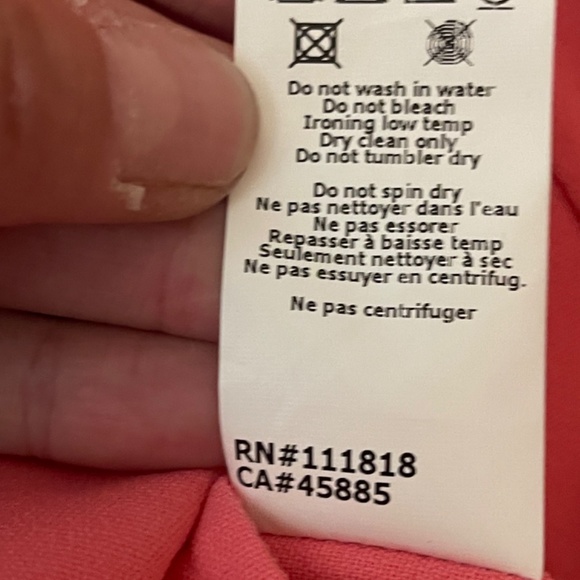 Do not wash in water
Do not bleach
Ironing low temp
Dry clean only
Do not tumbler dry
Do not spin dry
Ne pas nettoyer dans l'eau
Ne pas essorer
Repasser à baisse temp
Seulement nettoyer à sec
Ne pas essuyer en centrifug.
Ne pas centrifuger
RN#111818
CA#45885